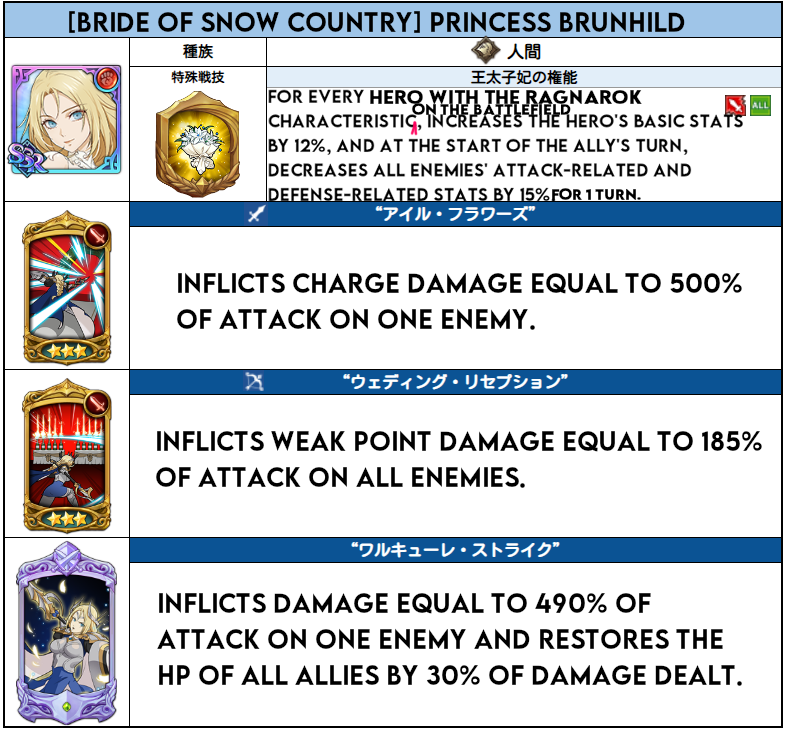 [BRIDE OF SNOW COUNTRY] PRINCESS BRUNHILD
種族
人間
特殊戦技
王太子妃の権能
SSR
FOR EVERY HERO WITH THE RAGNAROK
ON THE BATTLEFIELD
CHARACTERISTIC, INCREASES THE HERO'S BASIC STATS
BY 12%, AND AT THE START OF THE ALLY'S TURN,
DECREASES ALL ENEMIES' ATTACK-RELATED AND
DEFENSE-RELATED STATS BY 15% FOR 1 TURN.
ALL
“アイル・フラワーズ”
INFLICTS CHARGE DAMAGE EQUAL TO 500%
OF ATTACK ON ONE ENEMY.
“ウェディング・リセプション”
INFLICTS WEAK POINT DAMAGE EQUAL TO 185%
OF ATTACK ON ALL ENEMIES.
“ワルキューレ・ストライク”
INFLICTS DAMAGE EQUAL TO 490% OF
ATTACK ON ONE ENEMY AND RESTORES THE
HP OF ALL ALLIES BY 30% OF DAMAGE DEALT.